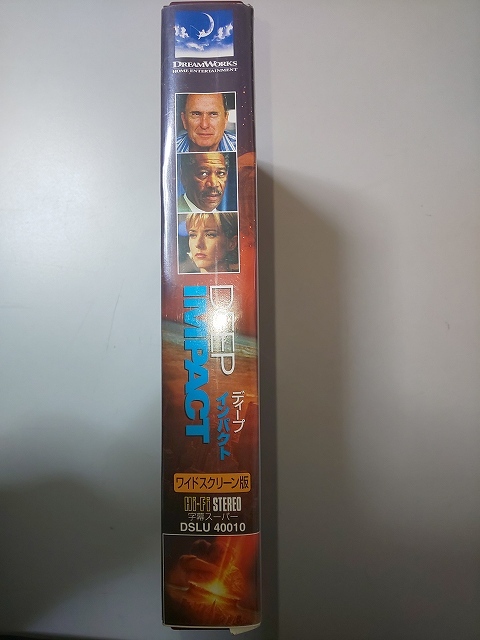 DREAMWORKS
HOME ENTERTAINMENT
DEEP
IMPACT
ディープ
インパクト
ワイドスクリーン版
Hi-Fi STEREO
字幕スーパー
DSLU 40010